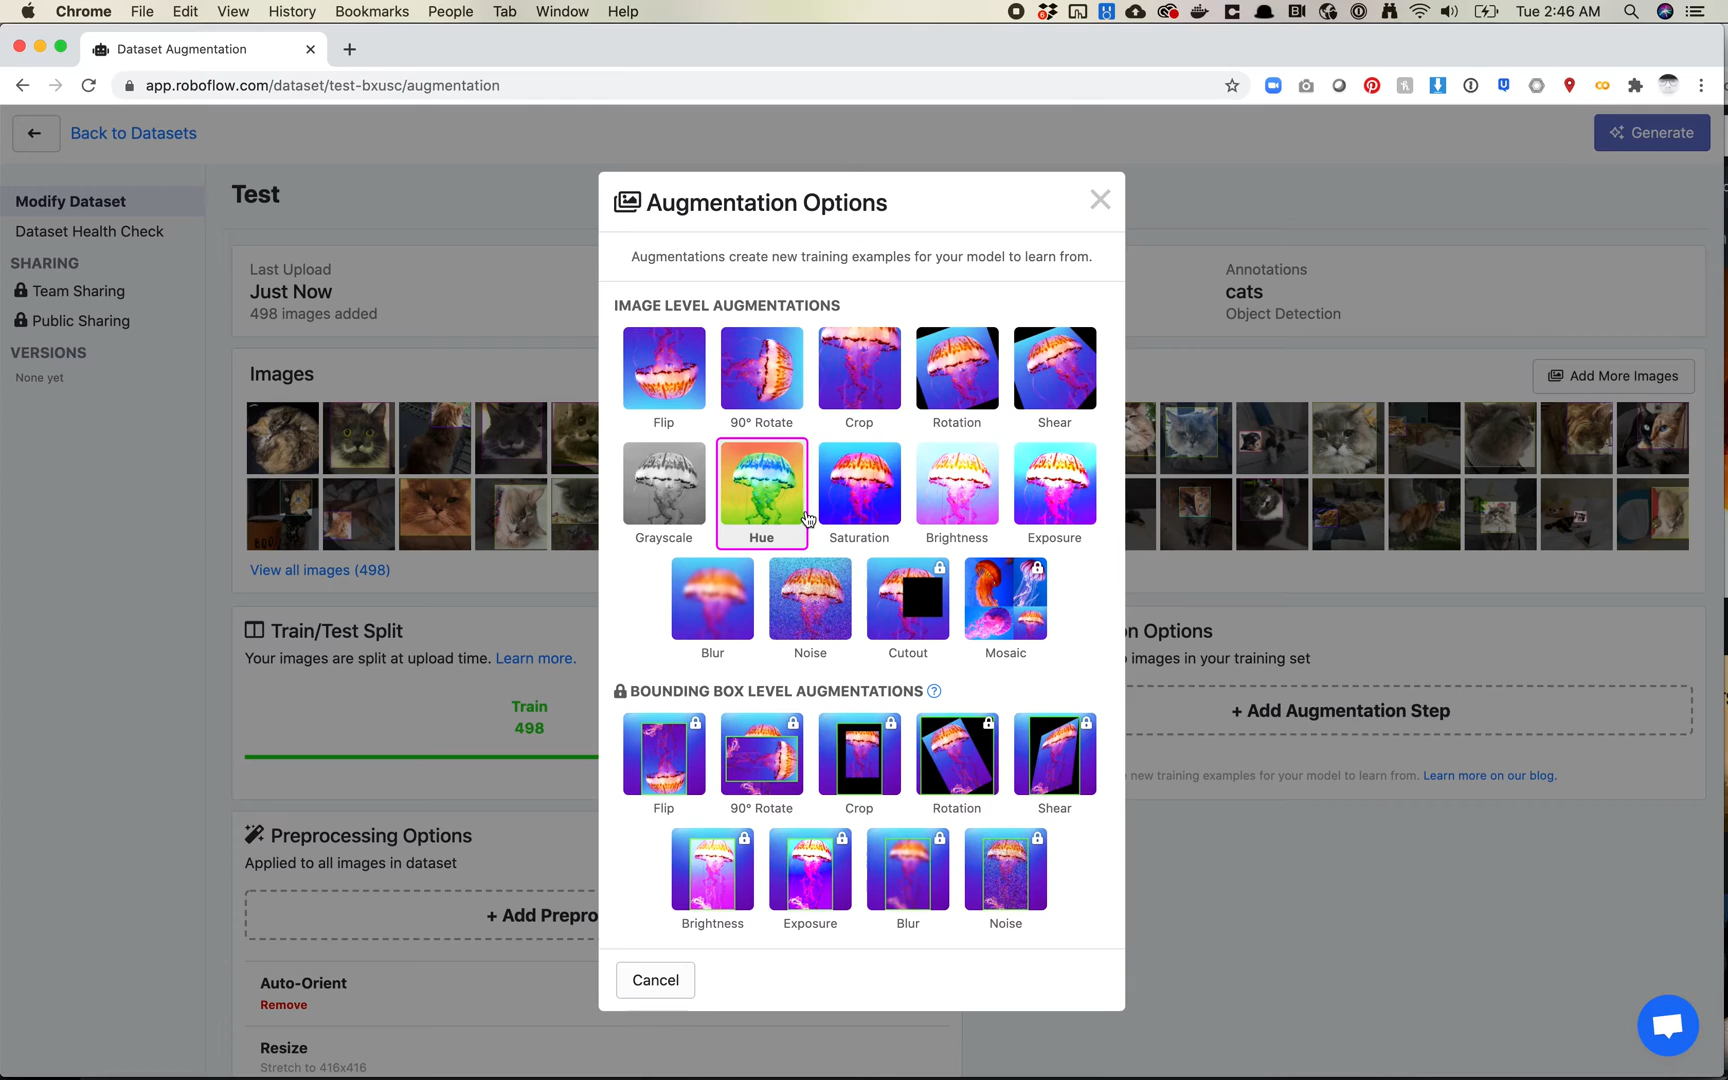 Chrome File Edit View History Bookmarks People Tab Window Help Tue 2:46 AM
Dataset Augmentation
app.roboflow.com/dataset/test-bxusc/augmentation
Back to Datasets
Generate
Modify Dataset
Dataset Health Check
SHARING
Team Sharing
Public Sharing
VERSIONS
None yet
Test
Last Upload
Just Now
498 images added
Annotations
cats
Object Detection
Images
Add More Images
View all images (498)
Train/Test Split
Your images are split at upload time. Learn more.
Train
498
Preprocessing Options
Applied to all images in dataset
+ Add Prepro
Auto-Orient
Remove
Resize
Stretch to 416x416
Augmentation Options
Augmentations create new training examples for your model to learn from.
IMAGE LEVEL AUGMENTATIONS
Flip 90° Rotate Crop Rotation Shear
Grayscale Hue Saturation Brightness Exposure
Blur Noise Cutout Mosaic
BOUNDING BOX LEVEL AUGMENTATIONS ?
Flip 90° Rotate Crop Rotation Shear
Brightness Exposure Blur Noise
Cancel
n Options
images in your training set
+ Add Augmentation Step
new training examples for your model to learn from. Learn more on our blog.